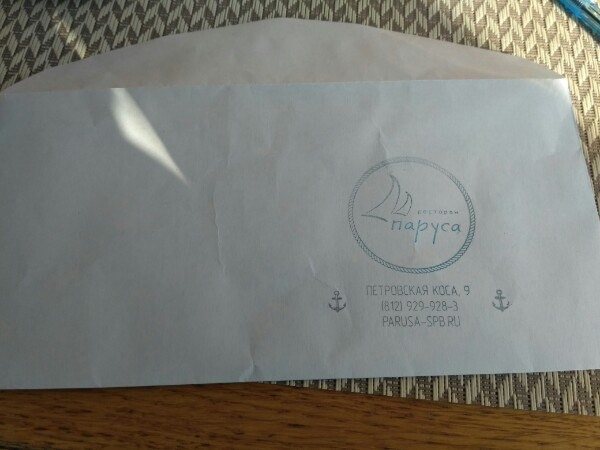 ресторан
паруса
ПЕТРОВСКАЯ КОСА, 9
(812) 929-928-3
PARUSA-SPB.RU